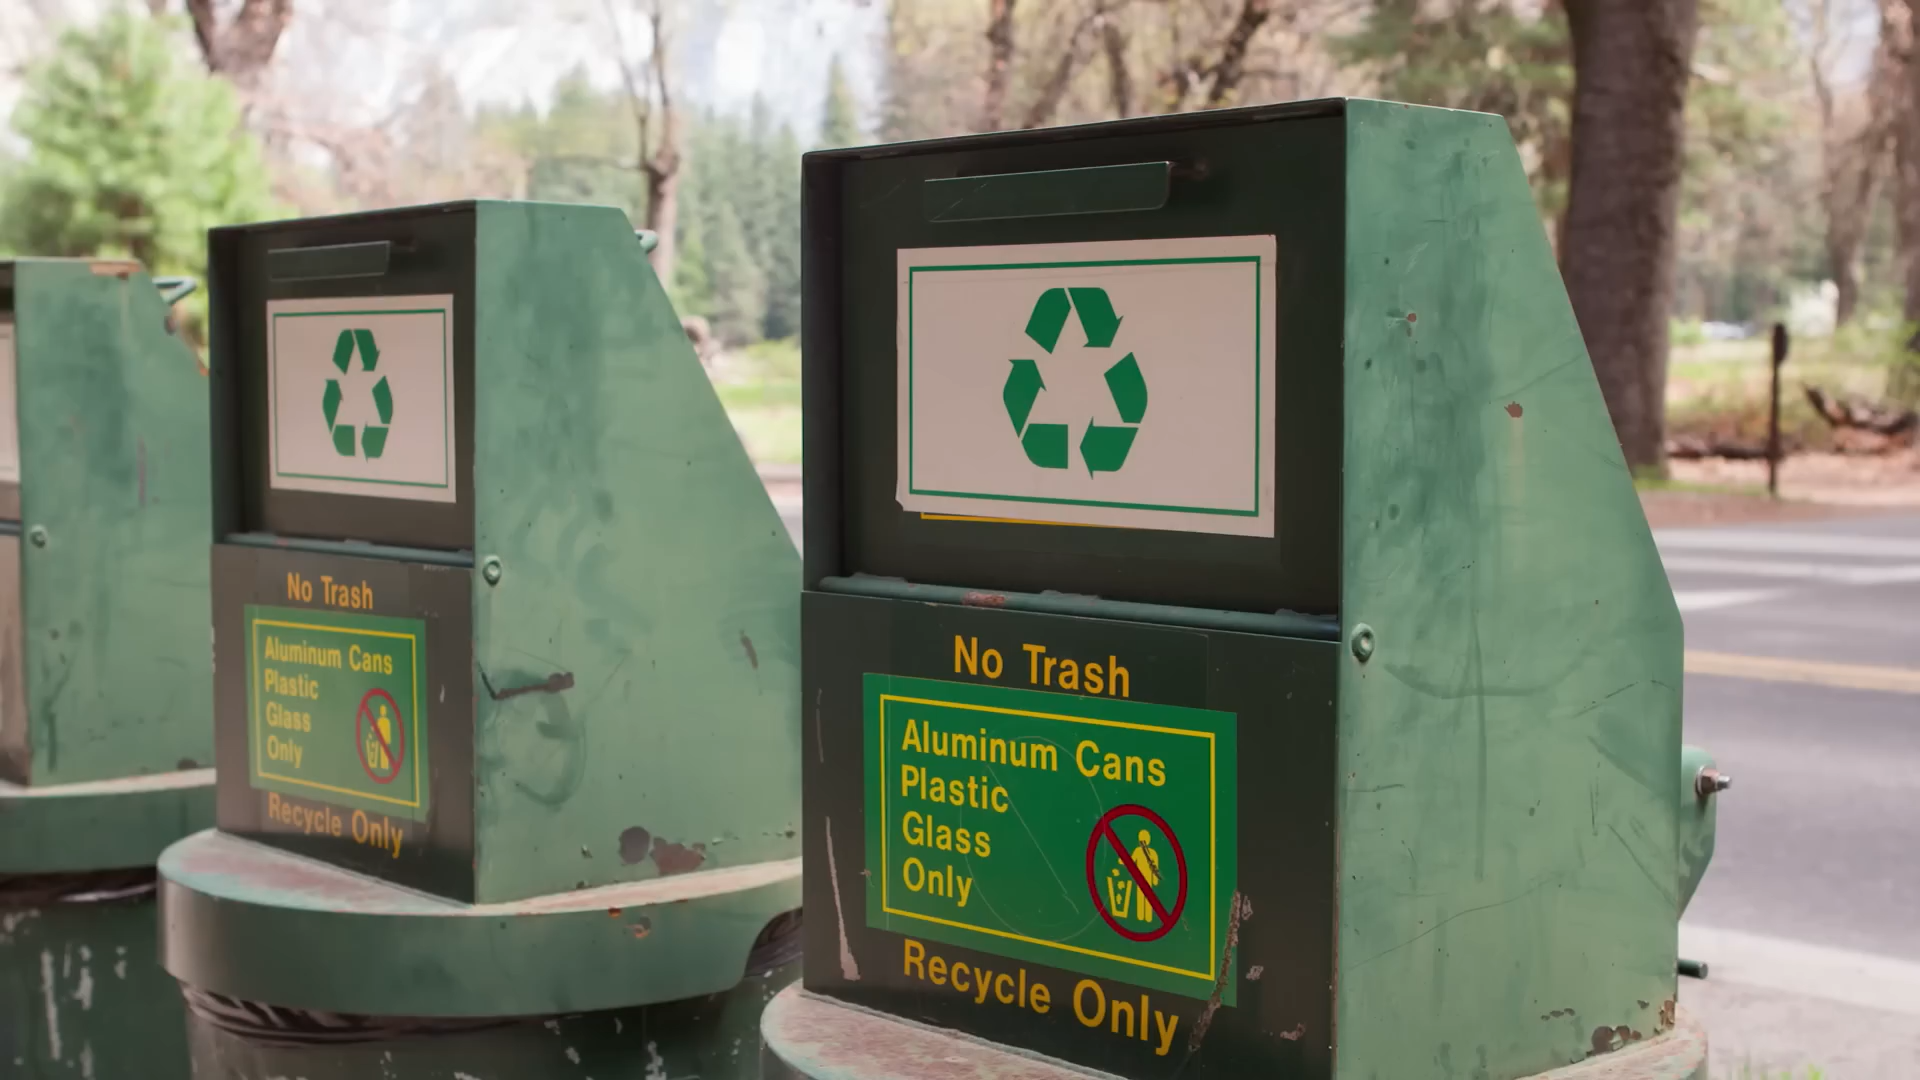 No Trash
Aluminum Cans
Plastic
Glass
Only
Recycle Only
No Trash
Aluminum Cans
Plastic
Glass
Only
Recycle Only